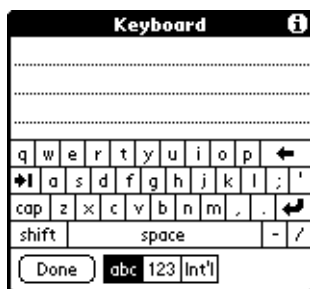 Keyboard i
q w e r t y u i o p
a s d f g h j k l ; '
cap z x c v b n m , .
shift space - /
Done abc 123 Int'l